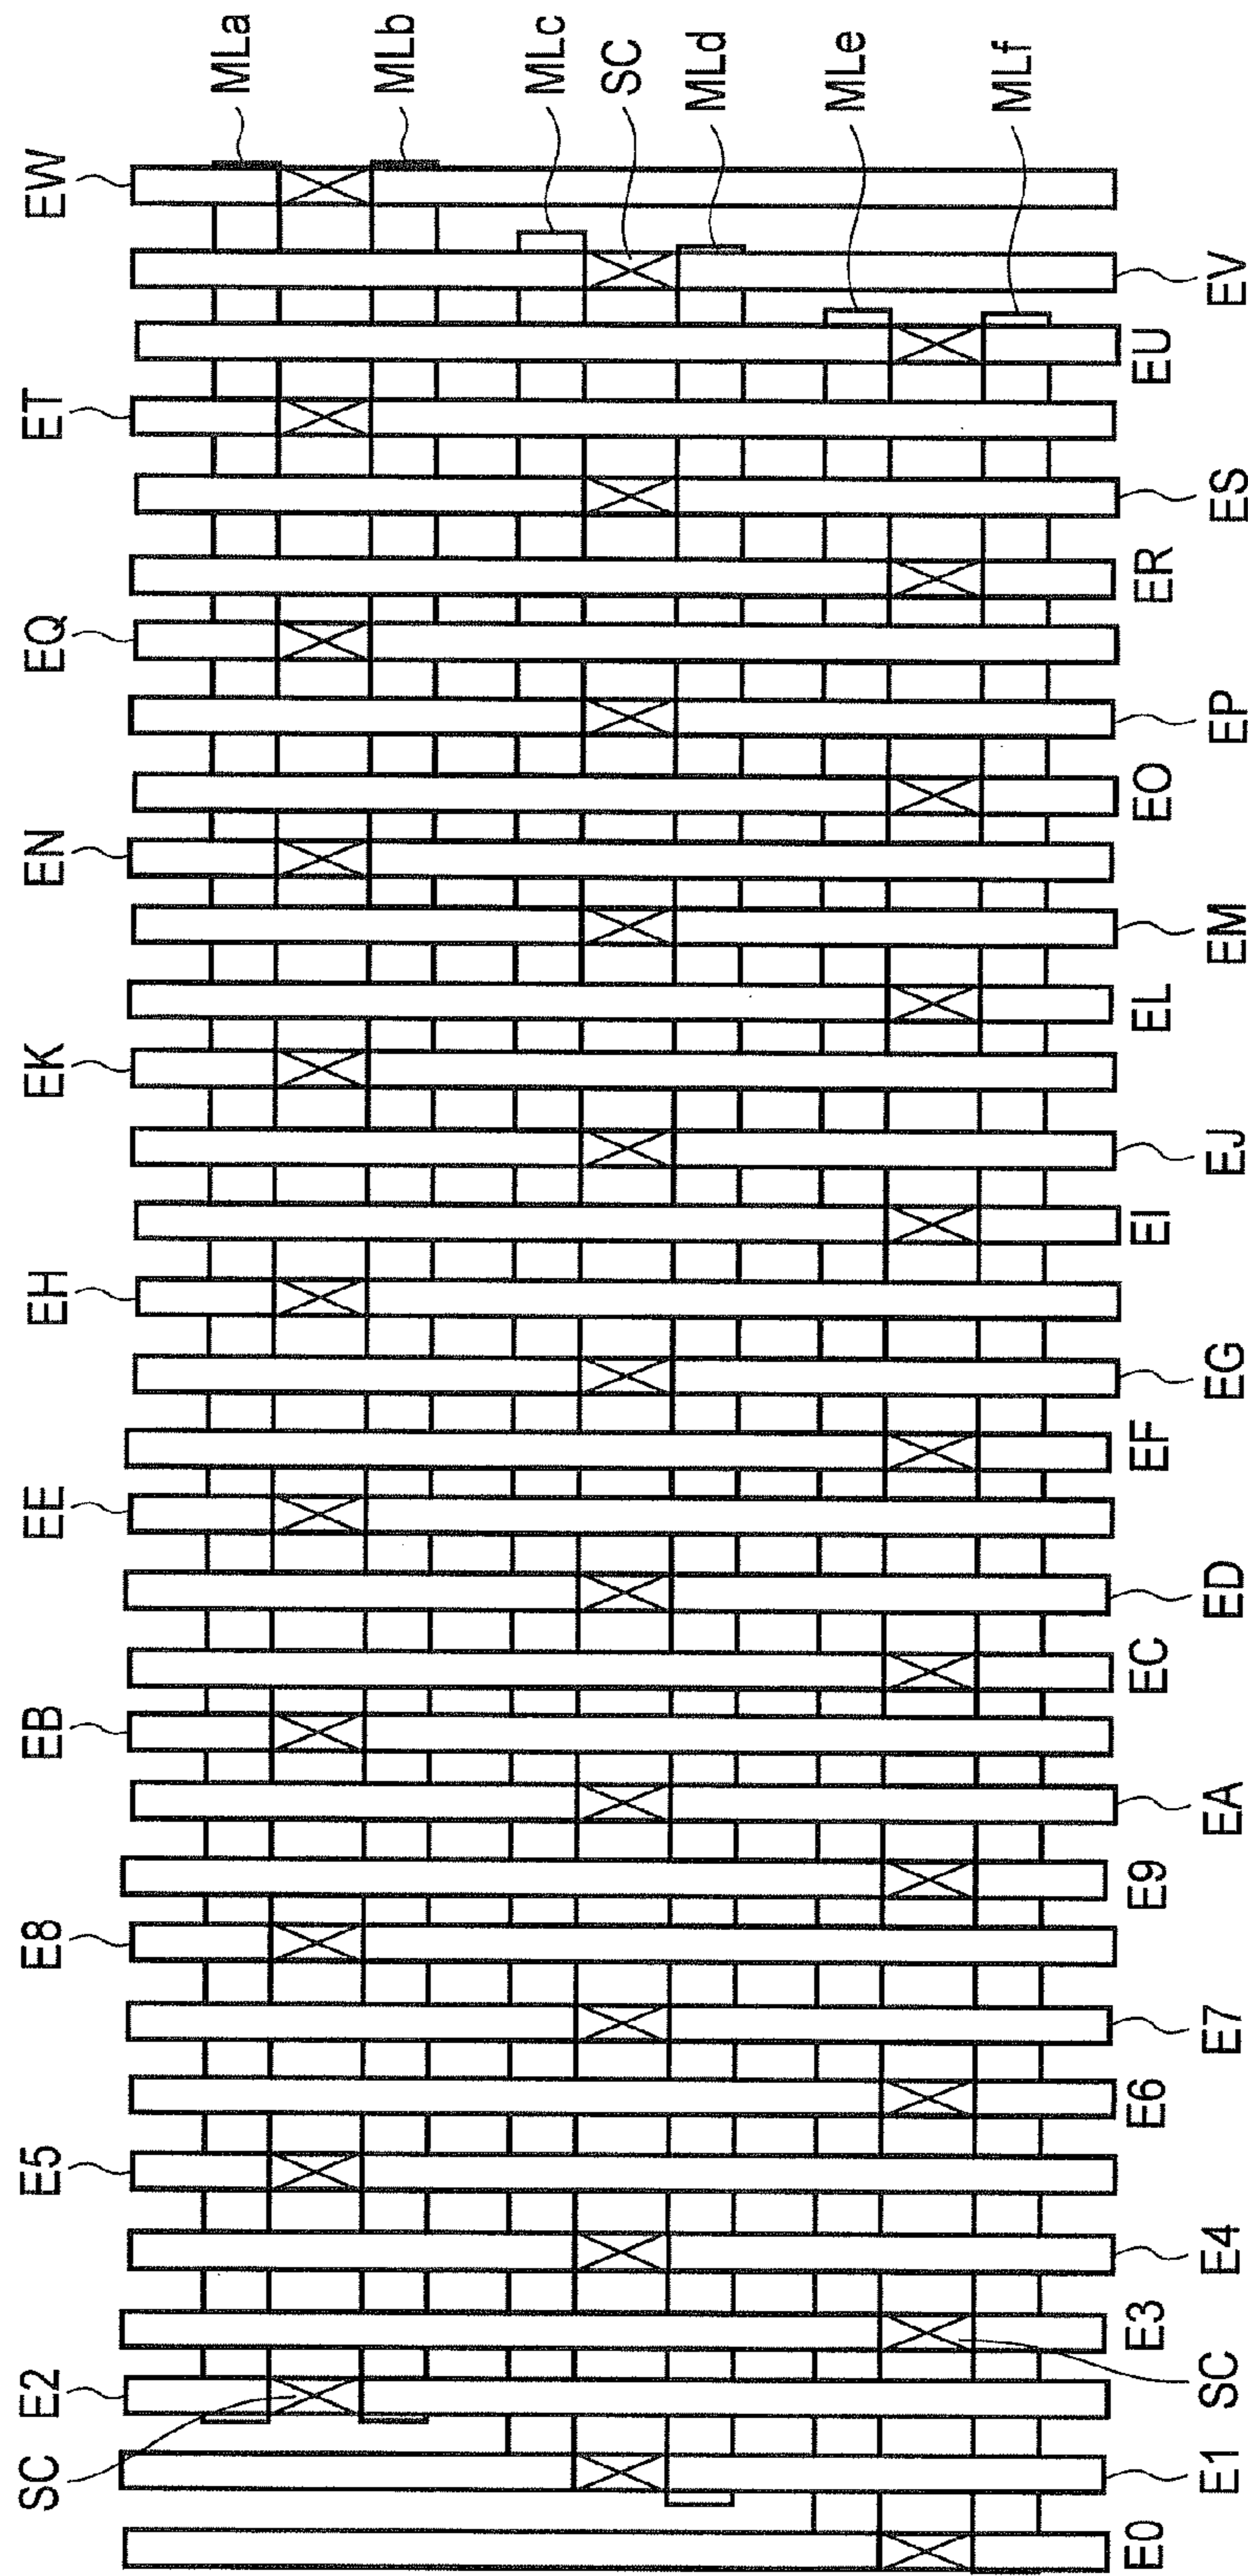 EW
ET
EQ
EN
EK
EH
EE
EB
E8
E5
E2
SC
MLa
MLb
MLc
SC
MLd
MLe
MLf
EV
EU
ES
ER
EP
EO
EM
EL
EJ
EI
EG
EF
ED
EC
EA
E9
E7
E6
E4
E3
SC
E1
E0